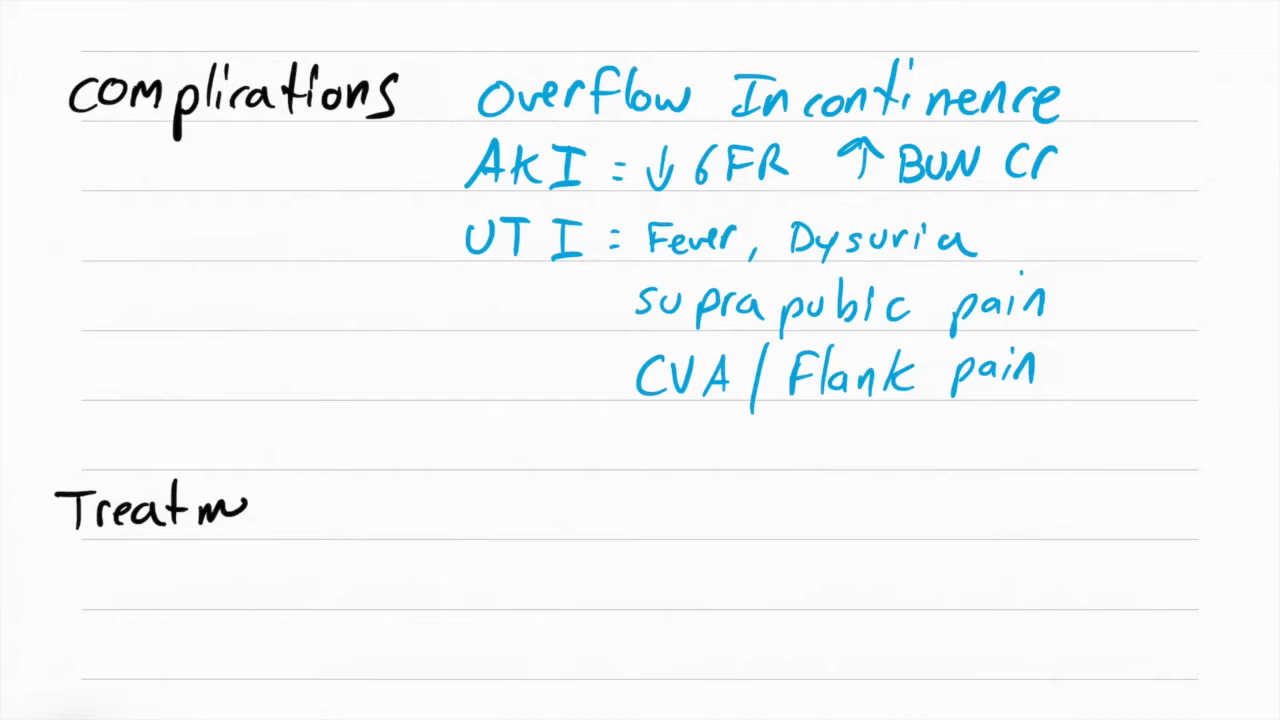 complications Overflow Incontinence
AKI = ↓ GFR ↑ BUN Cr
UTI = Fever, Dysuria
suprapubic pain
CVA / Flank pain
Treatm